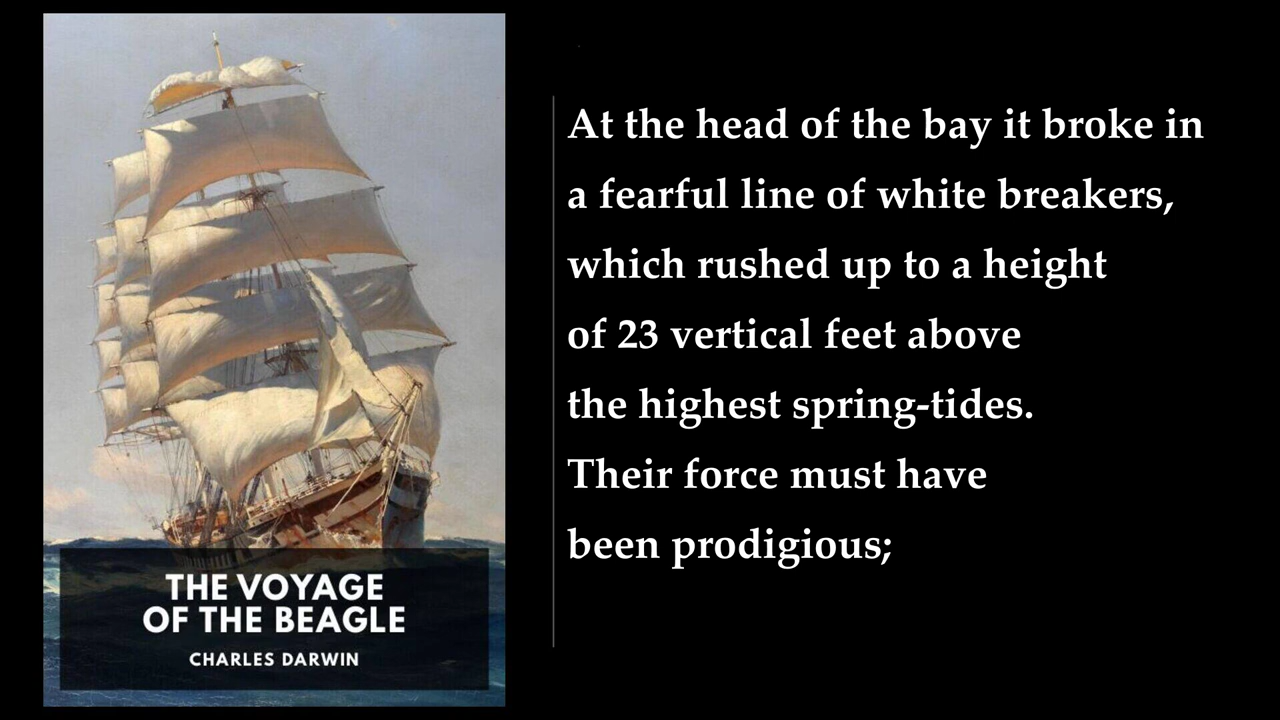 At the head of the bay it broke in
a fearful line of white breakers,
which rushed up to a height
of 23 vertical feet above
the highest spring-tides.
Their force must have
been prodigious;
THE VOYAGE
OF THE BEAGLE
CHARLES DARWIN